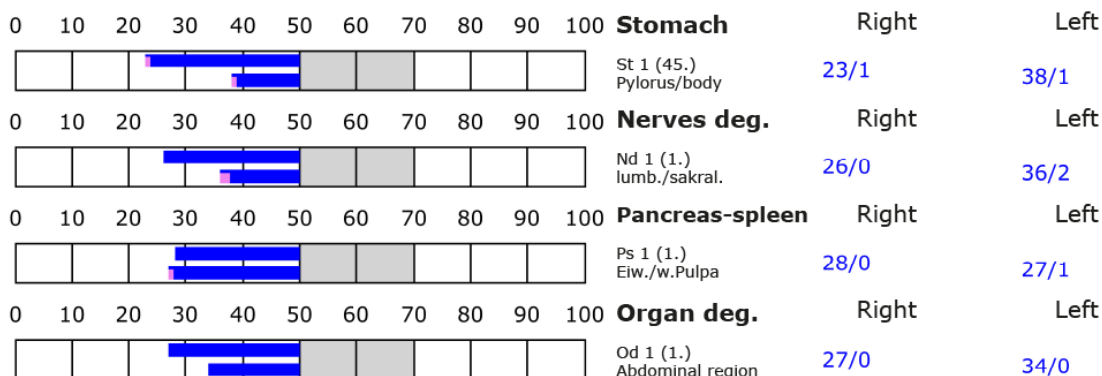 0 10 20 30 40 50 60 70 80 90 100 Stomach Right Left
St 1 (45.) 23/1 38/1
Pylorus/body
0 10 20 30 40 50 60 70 80 90 100 Nerves deg. Right Left
Nd 1 (1.) 26/0 36/2
lumb./sakral.
0 10 20 30 40 50 60 70 80 90 100 Pancreas-spleen Right Left
Ps 1 (1.) 28/0 27/1
Eiw./w.Pulpa
0 10 20 30 40 50 60 70 80 90 100 Organ deg. Right Left
Od 1 (1.) 27/0 34/0
Abdominal region